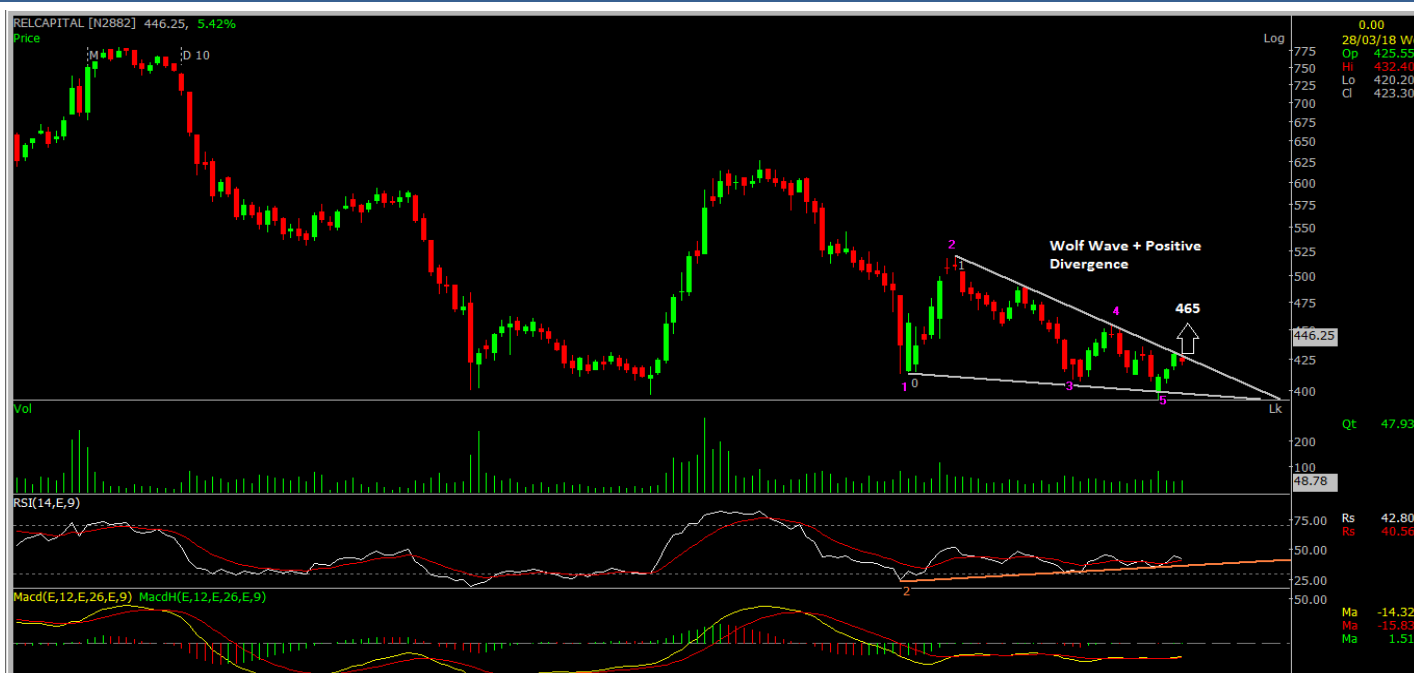 RELCAPITAL [N2882] 446.25, 5.42%
Price
M
D 10
Log
775
750
725
700
675
650
625
600
575
550
525
500
475
446.25
425
400
0.00
28/03/18 W
Op 425.55
Hi 432.40
Lo 420.20
Cl 423.30
Wolf Wave + Positive
Divergence
2
1
4
465
1
0
3
5
Lk
Vol
200
100
48.78
Qt 47.93
RSI(14,E,9)
75.00
50.00
25.00
Rs 42.80
Rs 40.56
2
Macd(E,12,E,26,E,9) MacdH(E,12,E,26,E,9)
50.00
Ma -14.32
Ma -15.83
Ma 1.51